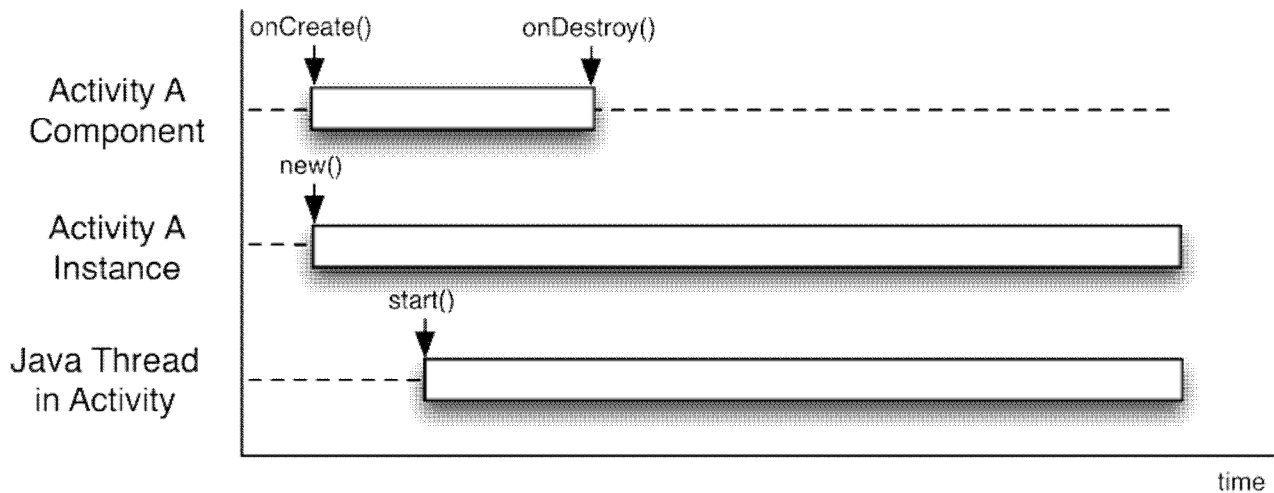 onCreate() onDestroy()
Activity A
Component
new()
Activity A
Instance
start()
Java Thread
in Activity
time